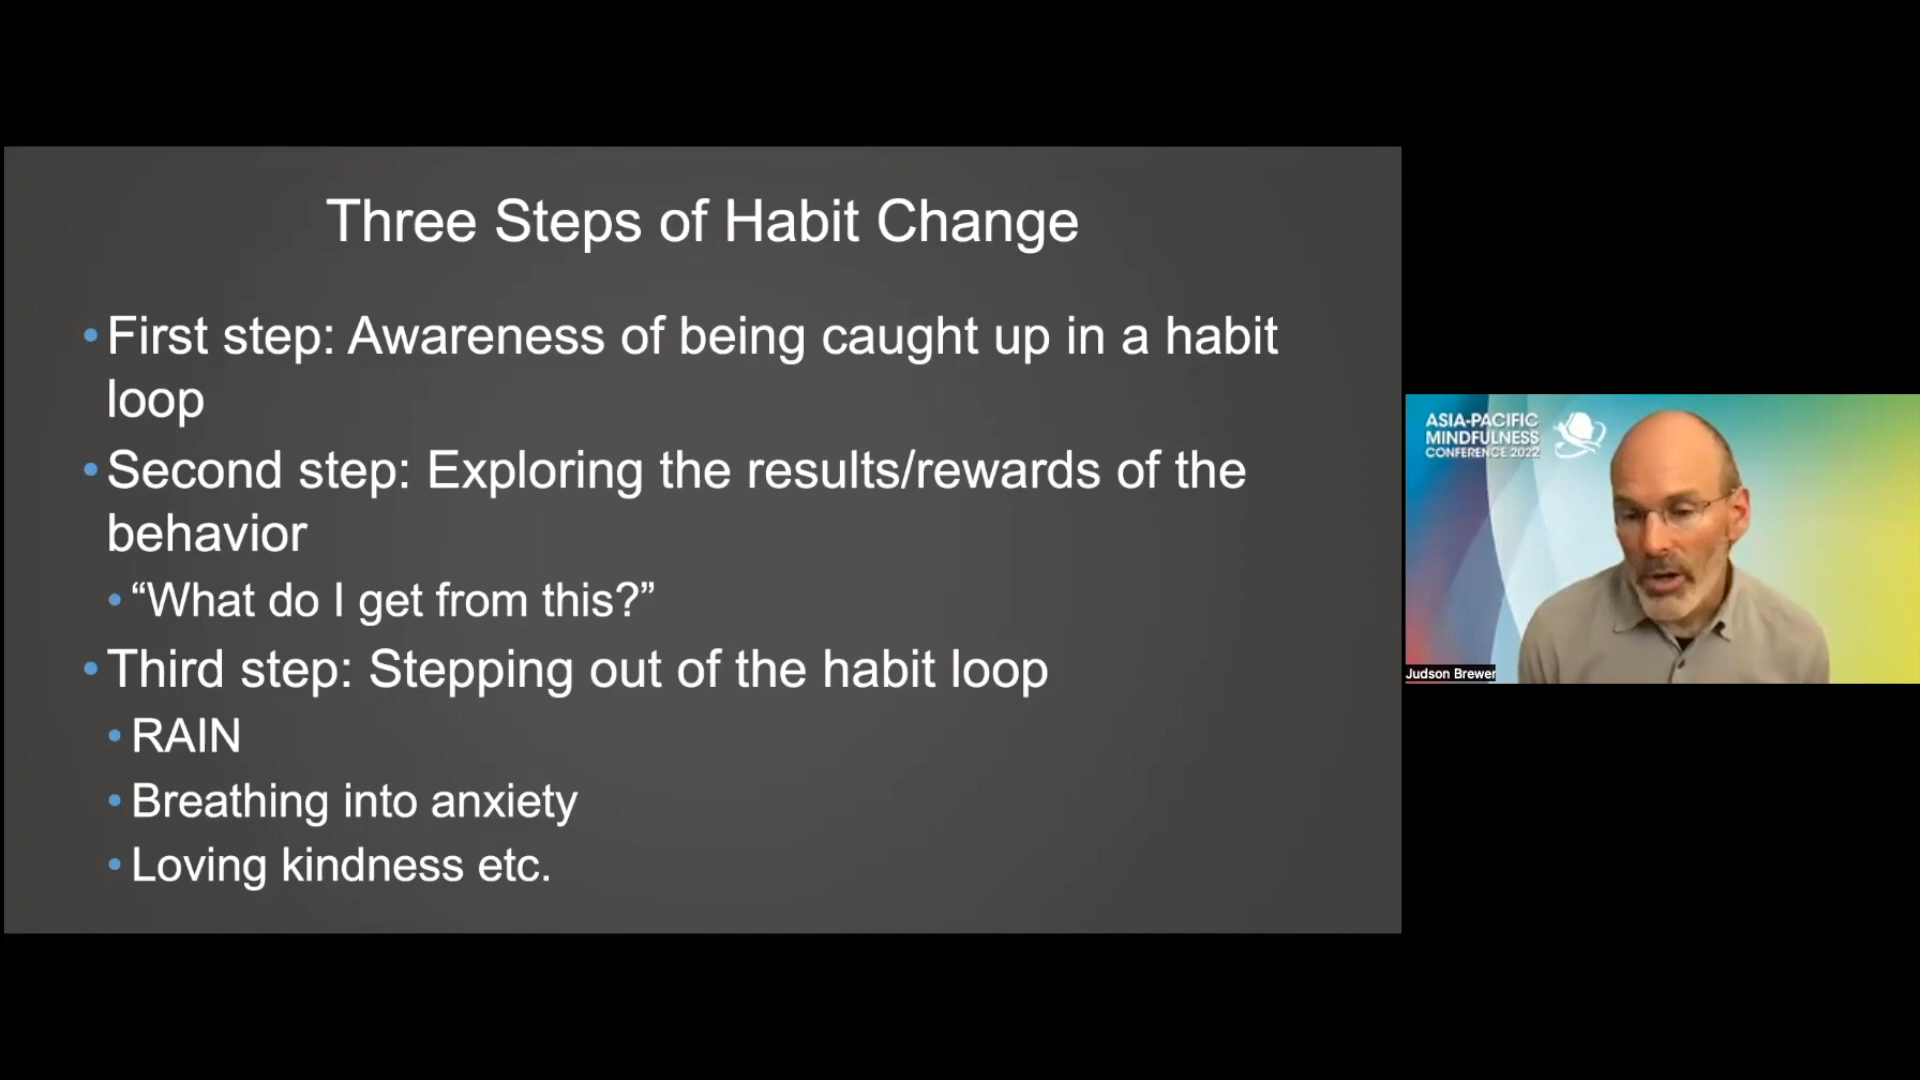 Three Steps of Habit Change
•First step: Awareness of being caught up in a habit
loop
•Second step: Exploring the results/rewards of the
behavior
•“What do I get from this?”
•Third step: Stepping out of the habit loop
•RAIN
•Breathing into anxiety
•Loving kindness etc.
ASIA-PACIFIC
MINDFULNESS
CONFERENCE 2022
Judson Brewer